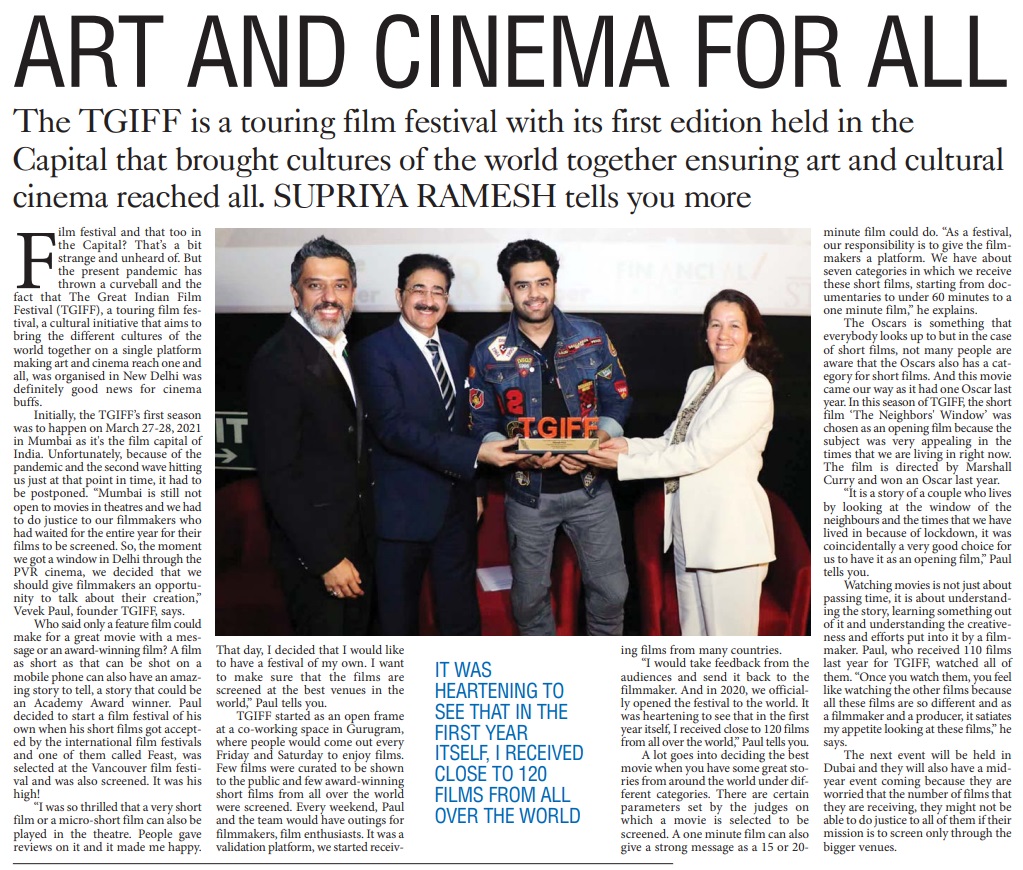 ART AND CINEMA FOR ALL
The TGIFF is a touring film festival with its first edition held in the
Capital that brought cultures of the world together ensuring art and cultural
cinema reached all. SUPRIYA RAMESH tells you more
Film festival and that too in
the Capital? That's a bit
strange and unheard of. But
the present pandemic has
thrown a curveball and the
fact that The Great Indian Film
Festival (TGIFF), a touring film fes-
tival, a cultural initiative that aims to
bring the different cultures of the
world together on a single platform
making art and cinema reach one and
all, was organised in New Delhi was
definitely good news for cinema
buffs.
Initially, the TGIFF's first season
was to happen on March 27-28, 2021
in Mumbai as it's the film capital of
India. Unfortunately, because of the
pandemic and the second wave hitting
us just at that point in time, it had to
be postponed. “Mumbai is still not
open to movies in theatres and we had
to do justice to our filmmakers who
had waited for the entire year for their
films to be screened. So, the moment
we got a window in Delhi through the
PVR cinema, we decided that we
should give filmmakers an opportu-
nity to talk about their creation,”
Vevek Paul, founder TGIFF, says.
Who said only a feature film could
make for a great movie with a mes-
sage or an award-winning film? A film
as short as that can be shot on a
mobile phone can also have an amaz-
ing story to tell, a story that could be
an Academy Award winner. Paul
decided to start a film festival of his
own when his short films got accept-
ed by the international film festivals
and one of them called Feast, was
selected at the Vancouver film festi-
val and was also screened. It was his
high!
“I was so thrilled that a very short
film or a micro-short film can also be
played in the theatre. People gave
reviews on it and it made me happy.
IT
TGIFF
FINANCIAL
That day, I decided that I would like
to have a festival of my own. I want
to make sure that the films are
screened at the best venues in the
world,” Paul tells you.
TGIFF started as an open frame
at a co-working space in Gurugram,
where people would come out every
Friday and Saturday to enjoy films.
Few films were curated to be shown
to the public and few award-winning
short films from all over the world
were screened. Every weekend, Paul
and the team would have outings for
filmmakers, film enthusiasts. It was a
validation platform, we started receiv-
IT WAS
HEARTENING TO
SEE THAT IN THE
FIRST YEAR
ITSELF, I RECEIVED
CLOSE TO 120
FILMS FROM ALL
OVER THE WORLD
ing films from many countries.
“I would take feedback from the
audiences and send it back to the
filmmaker. And in 2020, we official-
ly opened the festival to the world. It
was heartening to see that in the first
year itself, I received close to 120 films
from all over the world,” Paul tells you.
A lot goes into deciding the best
movie when you have some great sto-
ries from around the world under dif-
ferent categories. There are certain
parameters set by the judges on
which a movie is selected to be
screened. A one minute film can also
give a strong message as a 15 or 20-
minute film could do. “As a festival,
our responsibility is to give the film-
makers a platform. We have about
seven categories in which we receive
these short films, starting from doc-
umentaries to under 60 minutes to a
one minute film,” he explains.
The Oscars is something that
everybody looks up to but in the case
of short films, not many people are
aware that the Oscars also has a cat-
egory for short films. And this movie
came our way as it had one Oscar last
year. In this season of TGIFF, the short
film ‘The Neighbors' Window’ was
chosen as an opening film because the
subject was very appealing in the
times that we are living in right now.
The film is directed by Marshall
Curry and won an Oscar last year.
“It is a story of a couple who lives
by looking at the window of the
neighbours and the times that we have
lived in because of lockdown, it was
coincidentally a very good choice for
us to have it as an opening film,” Paul
tells you.
Watching movies is not just about
passing time, it is about understand-
ing the story, learning something out
of it and understanding the creative-
ness and efforts put into it by a film-
maker. Paul, who received 110 films
last year for TGIFF, watched all of
them. “Once you watch them, you feel
like watching the other films because
all these films are so different and as
a filmmaker and a producer, it satiates
my appetite looking at these films,” he
says.
The next event will be held in
Dubai and they will also have a mid-
year event coming because they are
worried that the number of films that
they are receiving, they might not be
able to do justice to all of them if their
mission is to screen only through the
bigger venues.